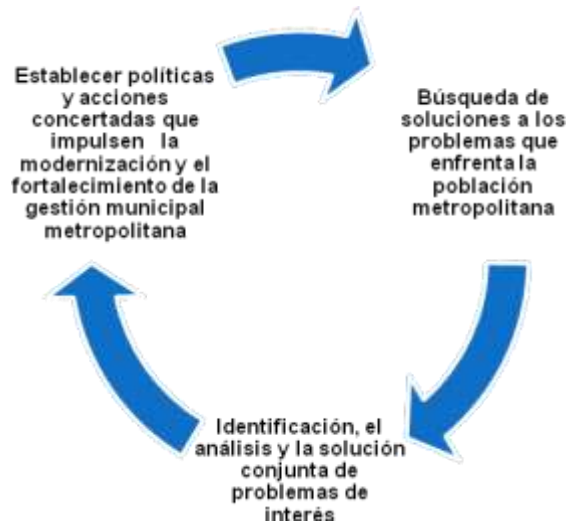 Establecer políticas
y acciones
concertadas que
impulsen la
modernización y el
fortalecimiento de la
gestión municipal
metropolitana
Búsqueda de
soluciones a los
problemas que
enfrenta la
población
metropolitana
Identificación, el
análisis y la solución
conjunta de
problemas de
interés